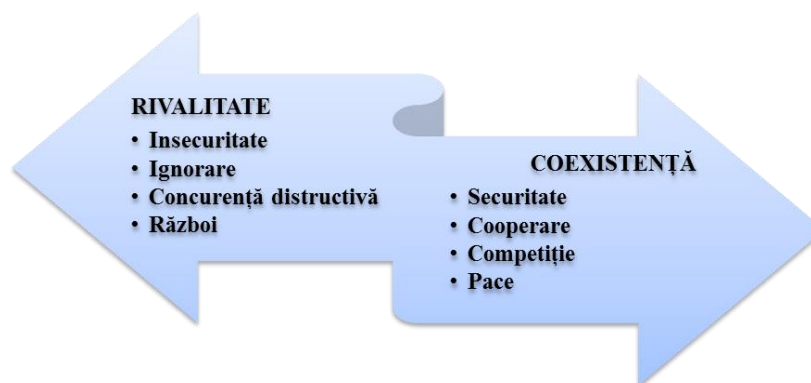 RIVALITATE
• Insecuritate
• Ignorare
• Concurență distructivă
• Război
COEXISTENȚĂ
• Securitate
• Cooperare
• Competiție
• Pace